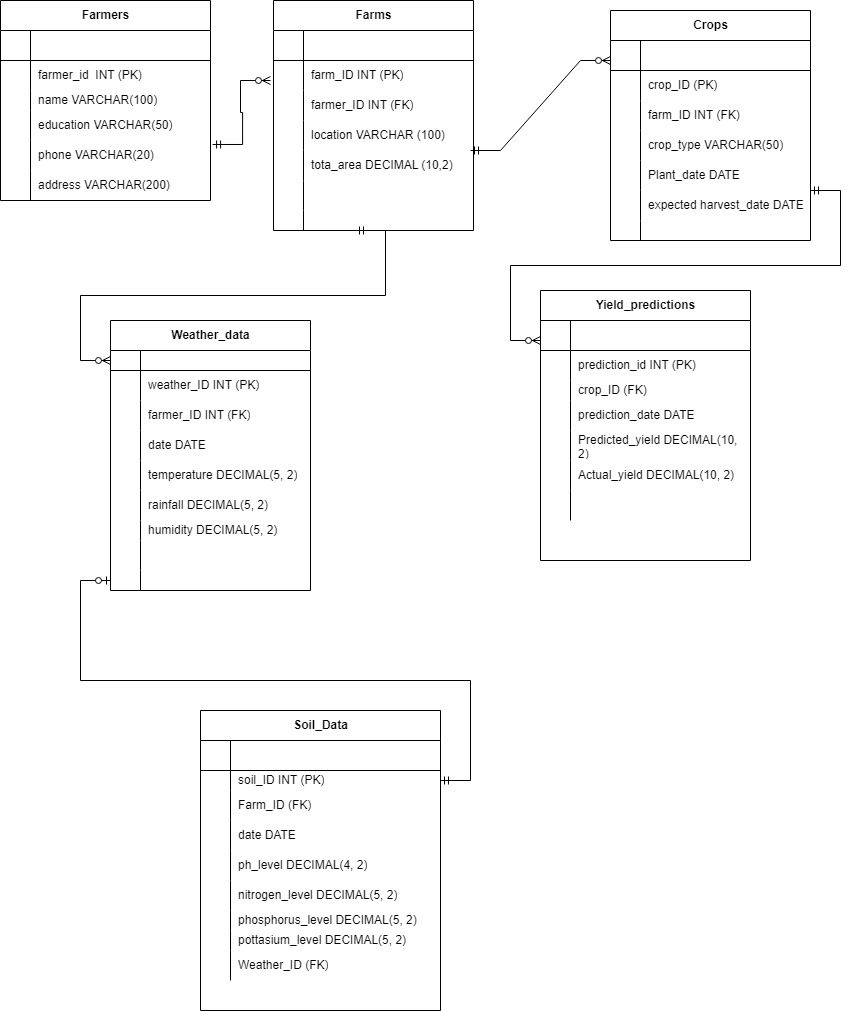 Farmers
farmer_id  INT (PK)
name VARCHAR(100)
education VARCHAR(50)
phone VARCHAR(20)
address VARCHAR(200)
Farms
farm_ID INT (PK)
farmer_ID INT (FK)
location VARCHAR (100)
tota_area DECIMAL (10,2)
Crops
crop_ID (PK)
farm_ID INT (FK)
crop_type VARCHAR(50)
Plant_date DATE
expected harvest_date DATE
Weather_data
weather_ID INT (PK)
farmer_ID INT (FK)
date DATE
temperature DECIMAL(5, 2)
rainfall DECIMAL(5, 2)
humidity DECIMAL(5, 2)
Yield_predictions
prediction_id INT (PK)
crop_ID (FK)
prediction_date DATE
Predicted_yield DECIMAL(10,
2)
Actual_yield DECIMAL(10, 2)
Soil_Data
soil_ID INT (PK)
Farm_ID (FK)
date DATE
ph_level DECIMAL(4, 2)
nitrogen_level DECIMAL(5, 2)
phosphorus_level DECIMAL(5, 2)
pottasium_level DECIMAL(5, 2)
Weather_ID (FK)